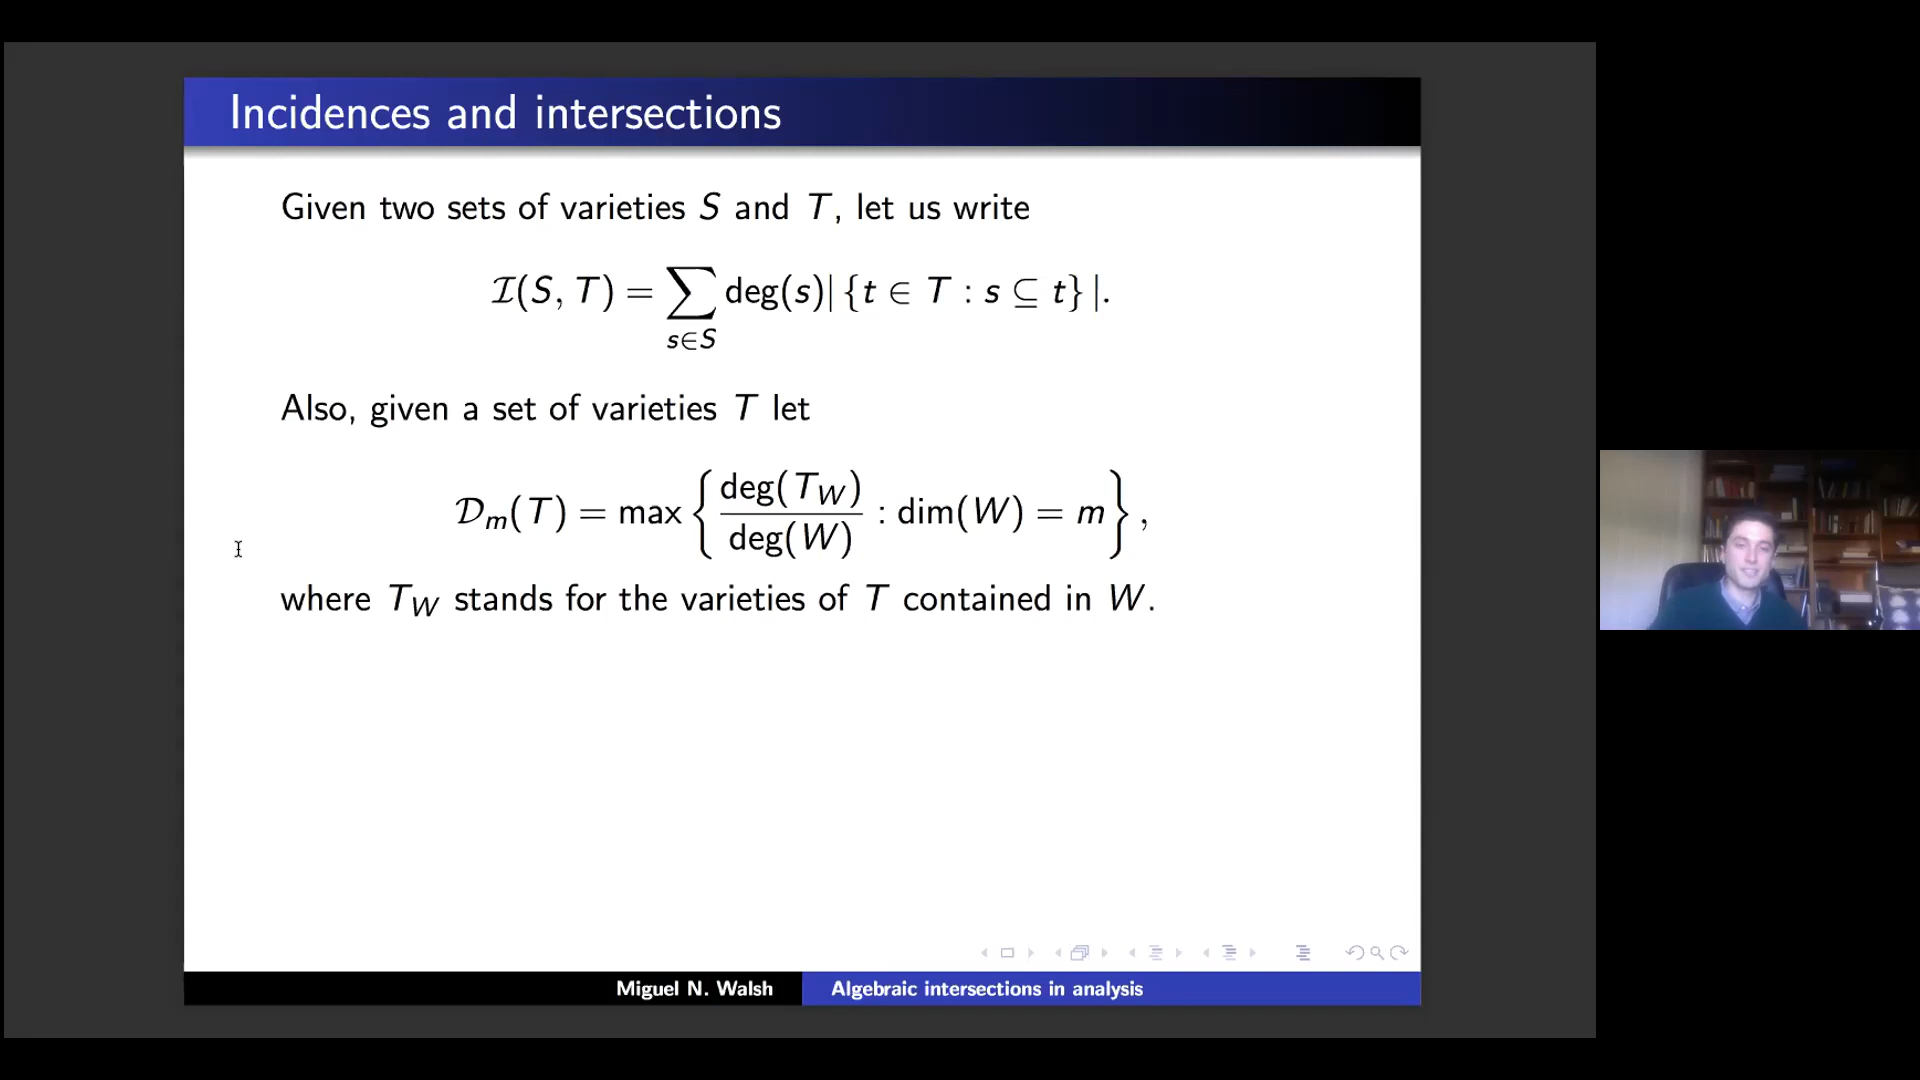 Incidences and intersections
Given two sets of varieties S and T, let us write
𝓘(S, T) = ∑_{s∈S} deg(s)| {t ∈ T : s ⊆ t} |.
Also, given a set of varieties T let
𝒟_m(T) = max { deg(T_W) / deg(W) : dim(W) = m } ,
where T_W stands for the varieties of T contained in W.
Miguel N. Walsh
Algebraic intersections in analysis